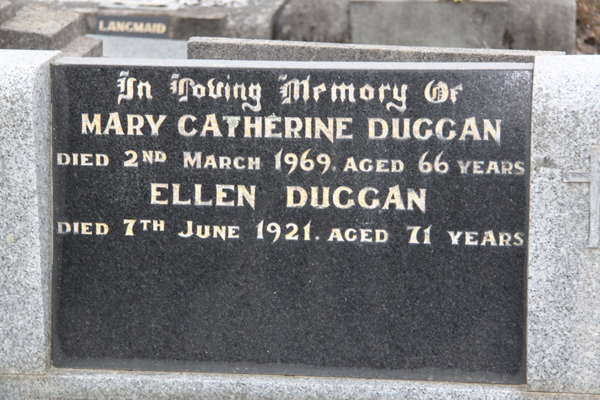 LANGMAID
In Loving Memory Of
MARY CATHERINE DUGGAN
DIED 2ND MARCH 1969. AGED 66 YEARS
ELLEN DUGGAN
DIED 7TH JUNE 1921. AGED 71 YEARS